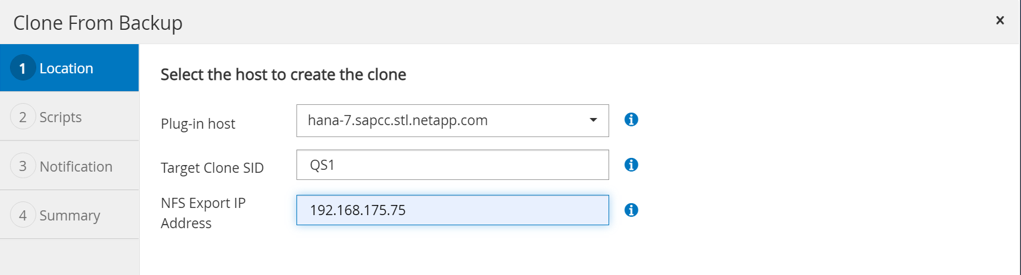 Clone From Backup
×
1 Location
2 Scripts
3 Notification
4 Summary
Select the host to create the clone
Plug-in host
hana-7.sapcc.stl.netapp.com
i
Target Clone SID
QS1
i
NFS Export IP
Address
192.168.175.75
i